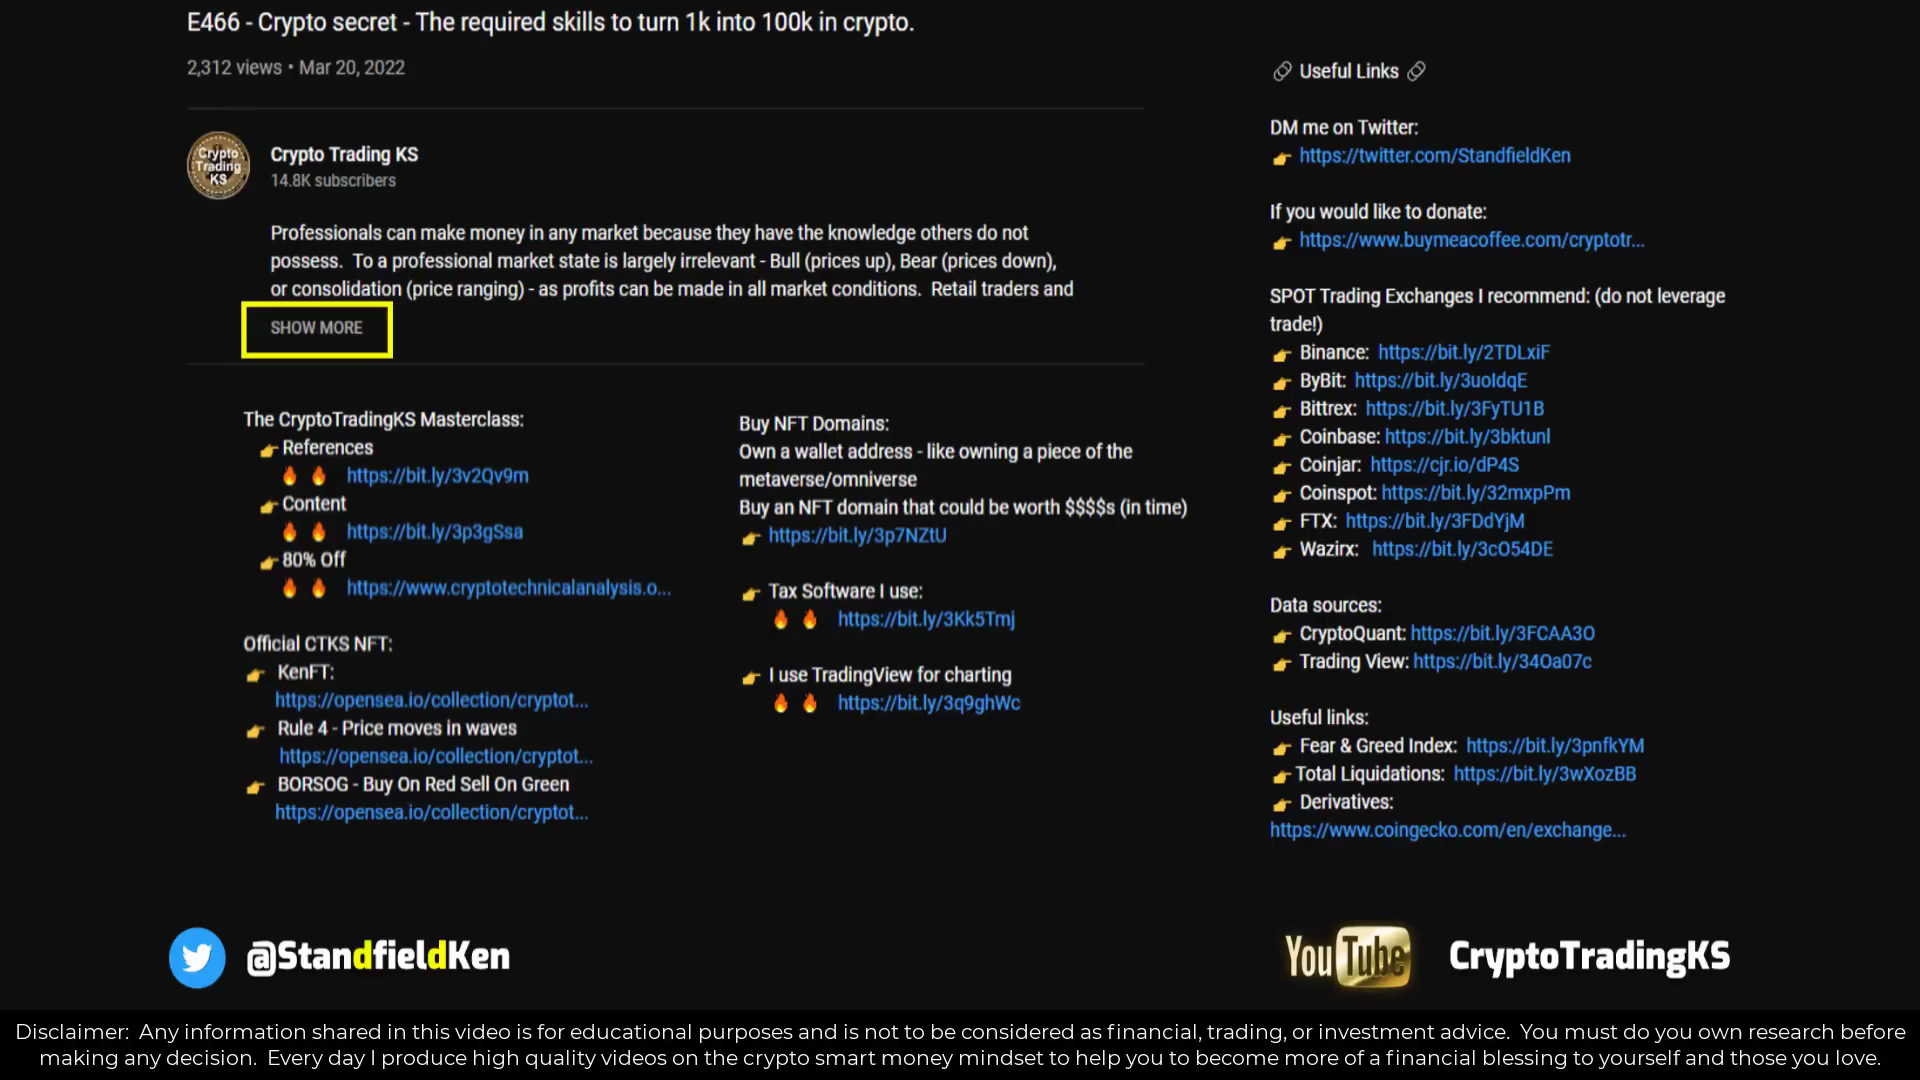 E466 - Crypto secret - The required skills to turn 1k into 100k in crypto.
2,312 views • Mar 20, 2022
Crypto Trading KS
Crypto Trading KS
14.8K subscribers
Professionals can make money in any market because they have the knowledge others do not
possess. To a professional market state is largely irrelevant - Bull (prices up), Bear (prices down),
or consolidation (price ranging) - as profits can be made in all market conditions. Retail traders and
SHOW MORE
The CryptoTradingKS Masterclass:
👉 References
🔥 🔥 https://bit.ly/3v2Qv9m
👉 Content
🔥 🔥 https://bit.ly/3p3gSsa
👉 80% Off
🔥 🔥 https://www.cryptotechnicalanalysis.o...
Official CTKS NFT:
👉 KenFT:
https://opensea.io/collection/cryptot...
👉 Rule 4 - Price moves in waves
https://opensea.io/collection/cryptot...
👉 BORSOG - Buy On Red Sell On Green
https://opensea.io/collection/cryptot...
Buy NFT Domains:
Own a wallet address - like owning a piece of the
metaverse/omniverse
Buy an NFT domain that could be worth $$$$s (in time)
👉 https://bit.ly/3p7NZtU
👉 Tax Software I use:
🔥 🔥 https://bit.ly/3Kk5Tmj
👉 I use TradingView for charting
🔥 🔥 https://bit.ly/3q9ghWc
🔗 Useful Links 🔗
DM me on Twitter:
👉 https://twitter.com/StandfieldKen
If you would like to donate:
👉 https://www.buymeacoffee.com/cryptotr...
SPOT Trading Exchanges I recommend: (do not leverage
trade!)
👉 Binance: https://bit.ly/2TDLxiF
👉 ByBit: https://bit.ly/3uoIdqE
👉 Bittrex: https://bit.ly/3FyTU1B
👉 Coinbase: https://bit.ly/3bktunl
👉 Coinjar: https://cjr.io/dP4S
👉 Coinspot: https://bit.ly/32mxpPm
👉 FTX: https://bit.ly/3FDdYjM
👉 Wazirx: https://bit.ly/3cO54DE
Data sources:
👉 CryptoQuant: https://bit.ly/3FCAA3O
👉 Trading View: https://bit.ly/34Oa07c
Useful links:
👉 Fear & Greed Index: https://bit.ly/3pnfkYM
👉 Total Liquidations: https://bit.ly/3wXozBB
👉 Derivatives:
https://www.coingecko.com/en/exchange...
@StandfieldKen
YouTube CryptoTradingKS
Disclaimer: Any information shared in this video is for educational purposes and is not to be considered as financial, trading, or investment advice. You must do you own research before
making any decision. Every day I produce high quality videos on the crypto smart money mindset to help you to become more of a financial blessing to yourself and those you love.